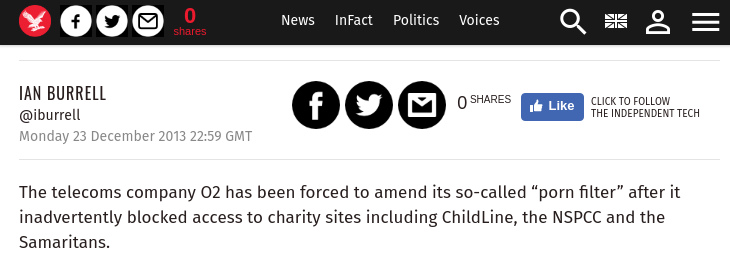 0
shares
News InFact Politics Voices
IAN BURRELL
@iburrell
Monday 23 December 2013 22:59 GMT
0 SHARES
Like
CLICK TO FOLLOW
THE INDEPENDENT TECH
The telecoms company O2 has been forced to amend its so-called “porn filter” after it
inadvertently blocked access to charity sites including ChildLine, the NSPCC and the
Samaritans.